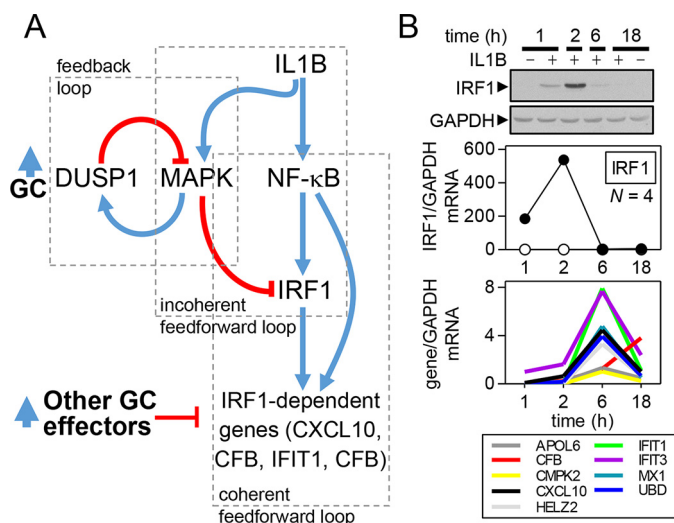 A
feedback
loop
IL1B
GC
DUSP1
MAPK
NF-κB
IRF1
incoherent
feedforward loop
Other GC
effectors
IRF1-dependent
genes (CXCL10,
CFB, IFIT1, CFB)
coherent
feedforward loop
B
time (h) 1 2 6 18
IL1B − + + + + −
IRF1
GAPDH
IRF1/GAPDH
mRNA
600
400
200
0
IRF1
N = 4
1 2 6 18
gene/GAPDH
mRNA
8
4
0
1 2 6 18
time (h)
APOL6
CFB
CMPK2
CXCL10
HELZ2
IFIT1
IFIT3
MX1
UBD